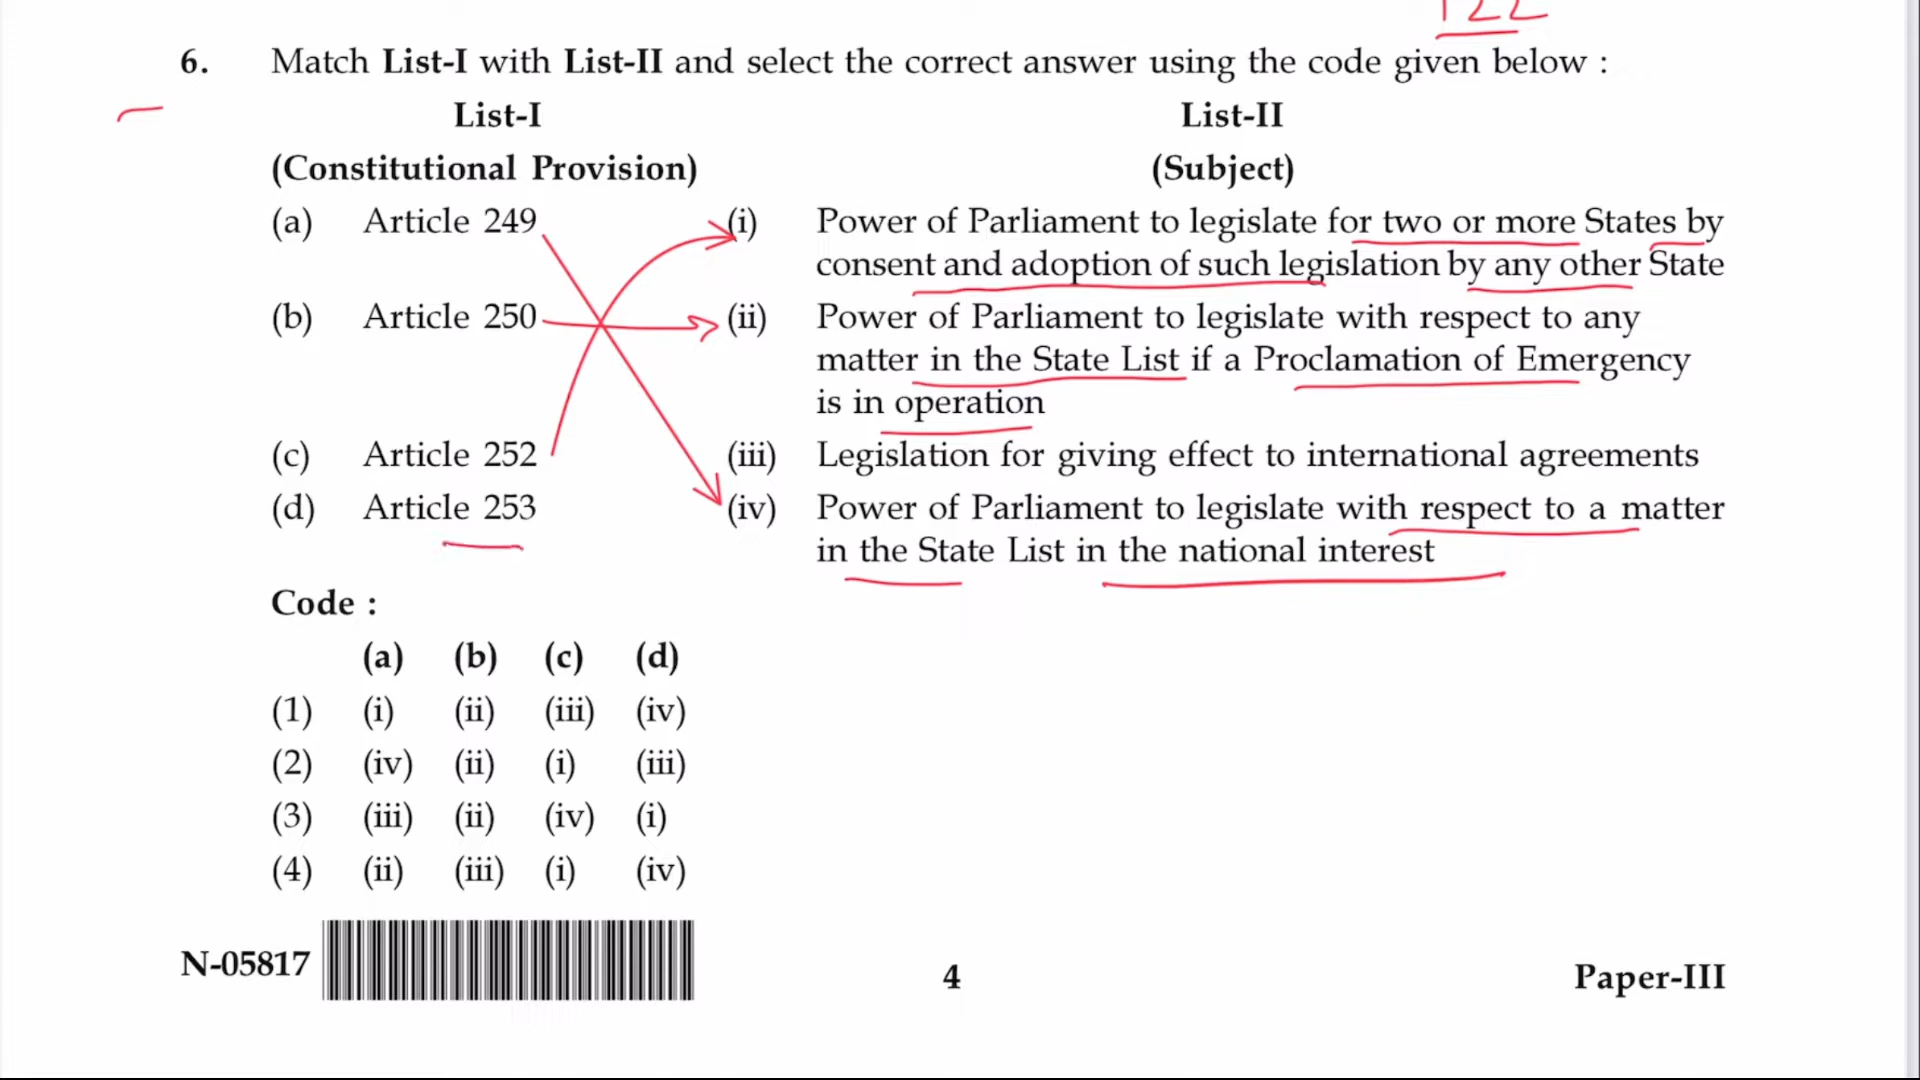 122
6. Match List-I with List-II and select the correct answer using the code given below :
List-I List-II
(Constitutional Provision) (Subject)
(a) Article 249 (i) Power of Parliament to legislate for two or more States by
consent and adoption of such legislation by any other State
(b) Article 250 (ii) Power of Parliament to legislate with respect to any
matter in the State List if a Proclamation of Emergency
is in operation
(c) Article 252 (iii) Legislation for giving effect to international agreements
(d) Article 253 (iv) Power of Parliament to legislate with respect to a matter
in the State List in the national interest
Code :
(a) (b) (c) (d)
(1) (i) (ii) (iii) (iv)
(2) (iv) (ii) (i) (iii)
(3) (iii) (ii) (iv) (i)
(4) (ii) (iii) (i) (iv)
N-05817 4 Paper-III